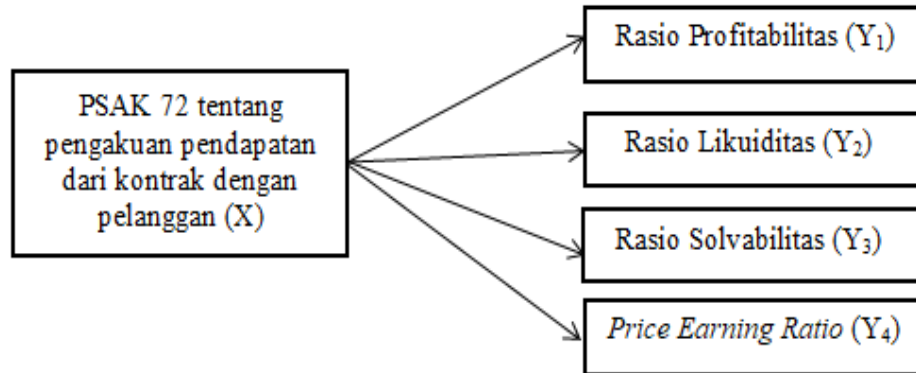 PSAK 72 tentang
pengakuan pendapatan
dari kontrak dengan
pelanggan (X)
Rasio Profitabilitas (Y₁)
Rasio Likuiditas (Y₂)
Rasio Solvabilitas (Y₃)
Price Earning Ratio (Y₄)